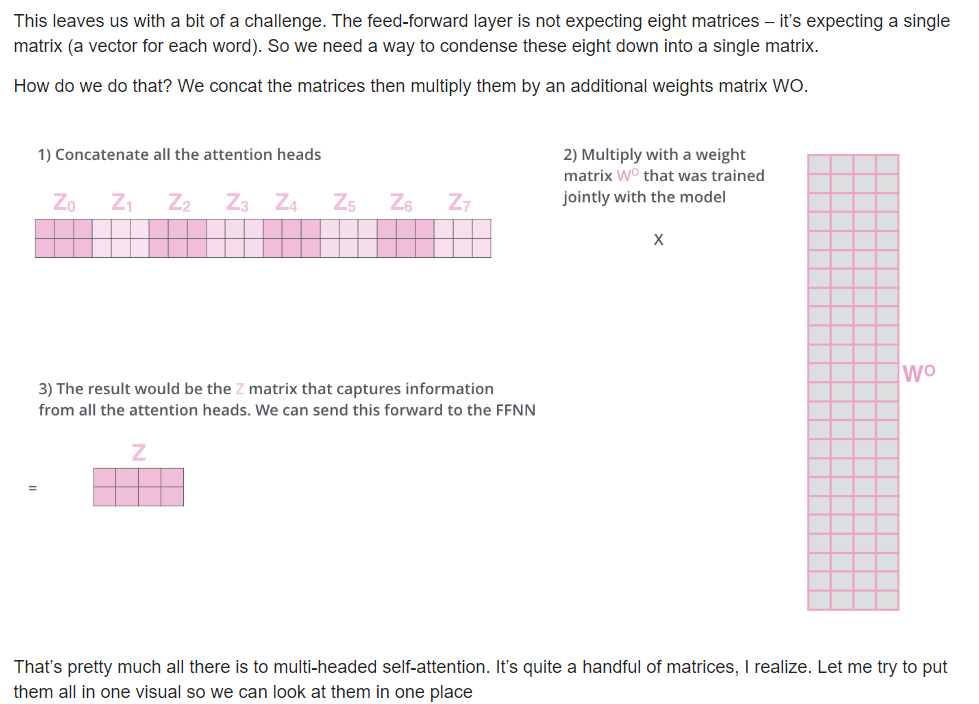 This leaves us with a bit of a challenge. The feed-forward layer is not expecting eight matrices – it's expecting a single
matrix (a vector for each word). So we need a way to condense these eight down into a single matrix.
How do we do that? We concat the matrices then multiply them by an additional weights matrix WO.
1) Concatenate all the attention heads
Z0 Z1 Z2 Z3 Z4 Z5 Z6 Z7
2) Multiply with a weight
matrix W^O that was trained
jointly with the model
X
W^O
3) The result would be the Z matrix that captures information
from all the attention heads. We can send this forward to the FFNN
Z
=
That's pretty much all there is to multi-headed self-attention. It's quite a handful of matrices, I realize. Let me try to put
them all in one visual so we can look at them in one place